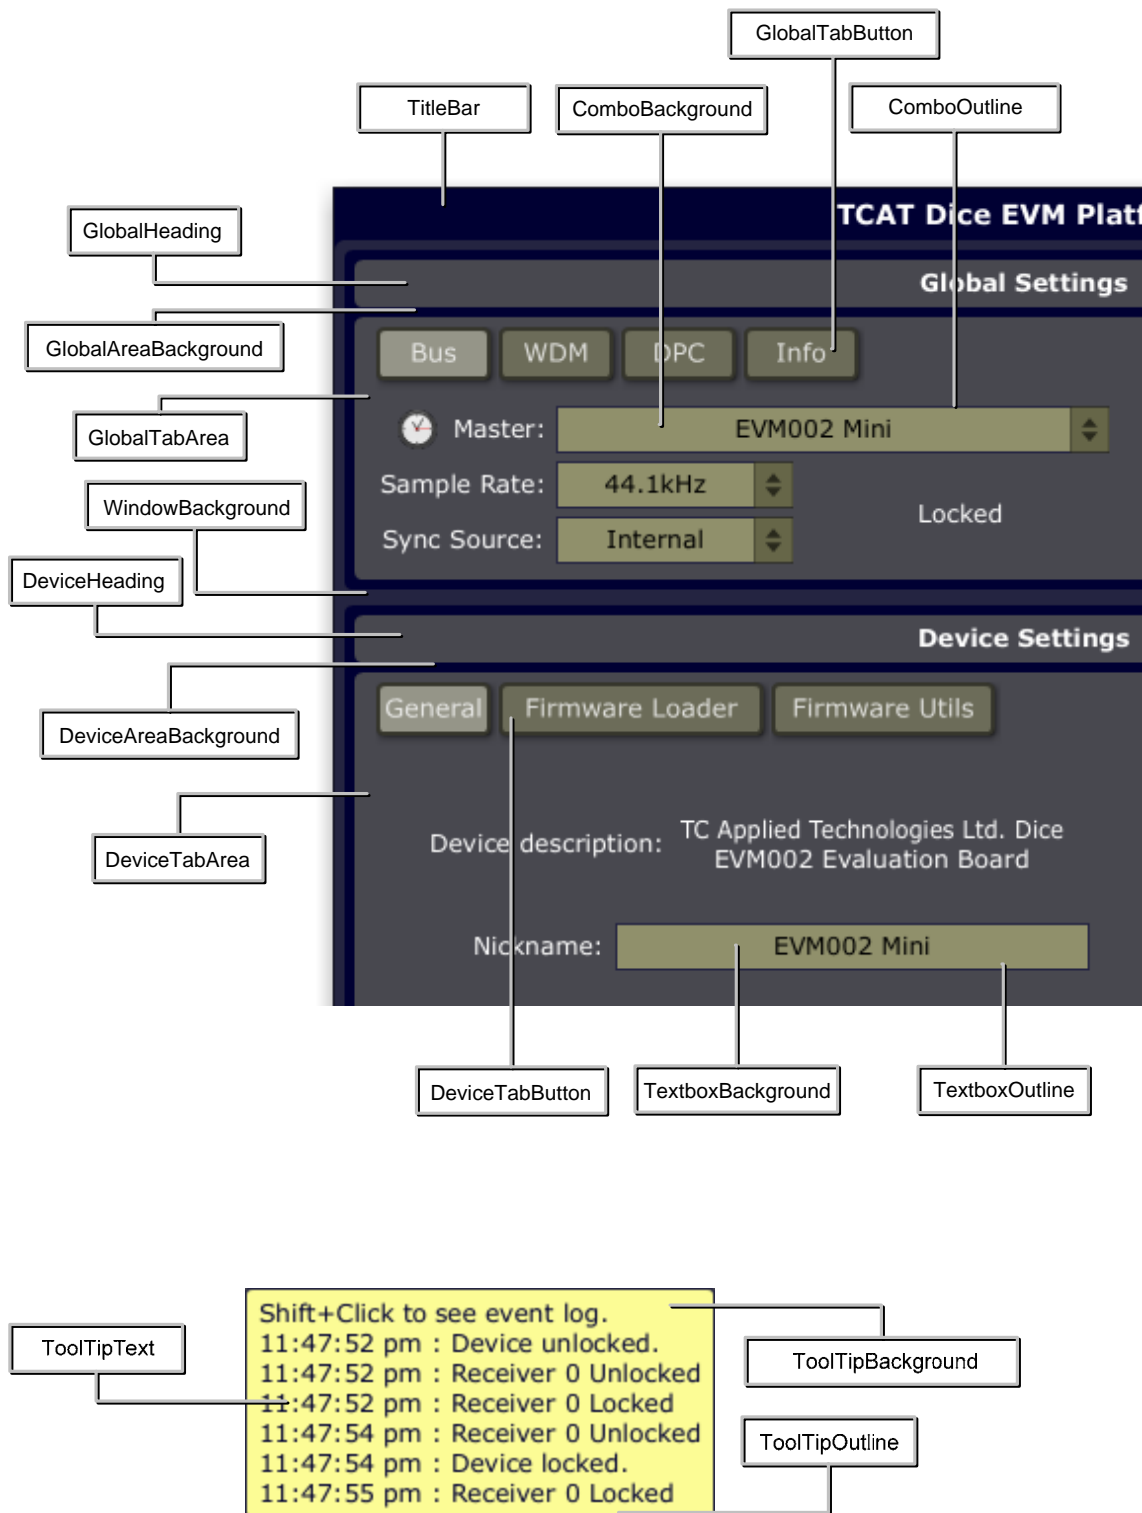 GlobalTabButton
TitleBar
ComboBackground
ComboOutline
TCAT Dice EVM Platf
GlobalHeading
Global Settings
GlobalAreaBackground
Bus
WDM
DPC
Info
GlobalTabArea
Master:
EVM002 Mini
Sample Rate:
44.1kHz
WindowBackground
Locked
Sync Source:
Internal
DeviceHeading
Device Settings
General
Firmware Loader
Firmware Utils
DeviceAreaBackground
Device description:
TC Applied Technologies Ltd. Dice
EVM002 Evaluation Board
DeviceTabArea
Nickname:
EVM002 Mini
DeviceTabButton
TextboxBackground
TextboxOutline
Shift+Click to see event log.
11:47:52 pm : Device unlocked.
11:47:52 pm : Receiver 0 Unlocked
11:47:52 pm : Receiver 0 Locked
11:47:54 pm : Receiver 0 Unlocked
11:47:54 pm : Device locked.
11:47:55 pm : Receiver 0 Locked
ToolTipText
ToolTipBackground
ToolTipOutline